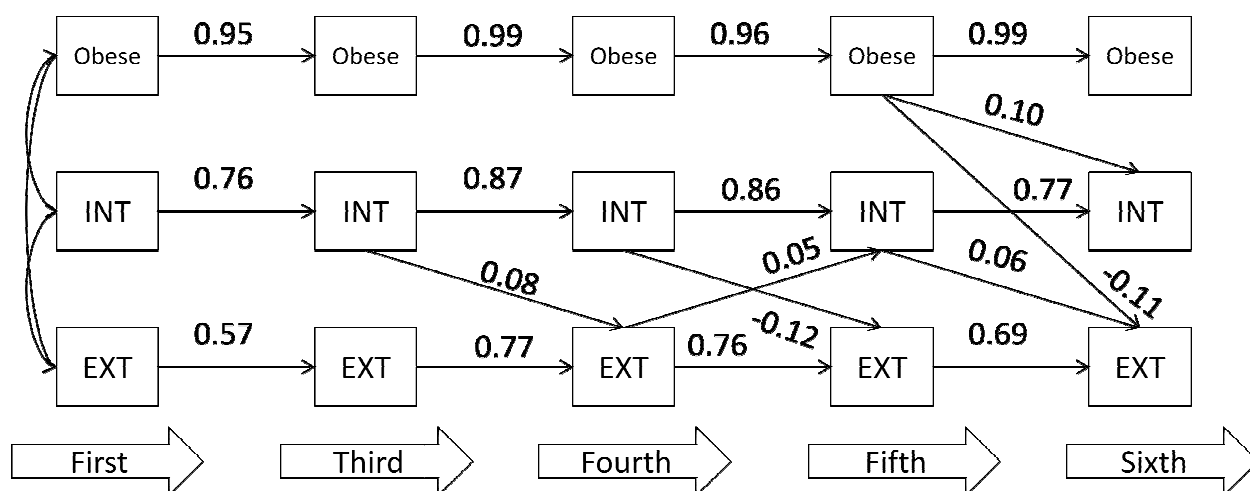 0.95 0.99 0.96 0.99
Obese Obese Obese Obese Obese
0.10
0.76 0.87 0.86 0.77
INT INT INT INT INT
0.08 0.05 0.06
-0.12 -0.11
0.57 0.77 0.76 0.69
EXT EXT EXT EXT EXT
First Third Fourth Fifth Sixth